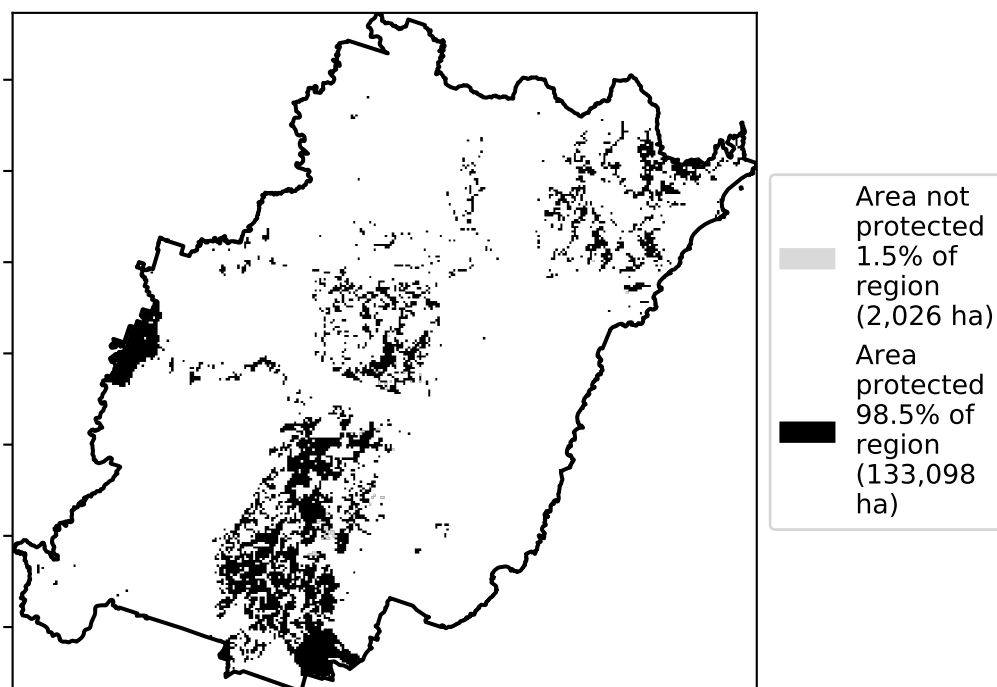 Area not
protected
1.5% of
region
(2,026 ha)
Area
protected
98.5% of
region
(133,098
ha)